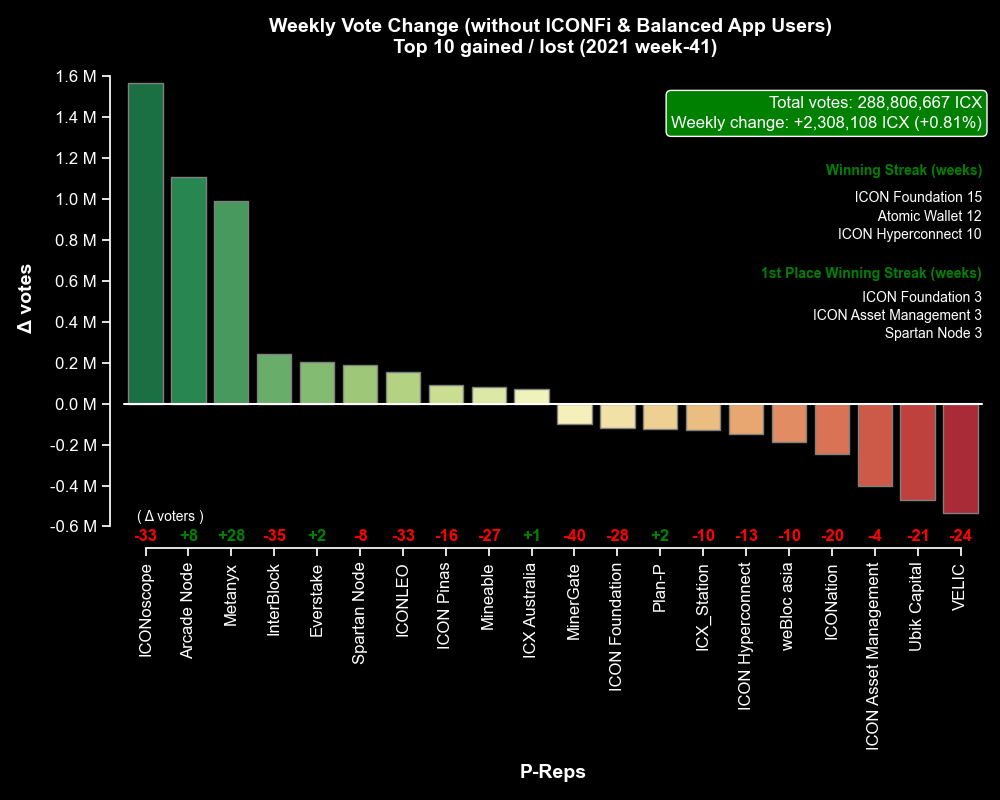 Weekly Vote Change (without ICONFi & Balanced App Users)
Top 10 gained / lost (2021 week-41)
Total votes: 288,806,667 ICX
Weekly change: +2,308,108 ICX (+0.81%)
Winning Streak (weeks)
ICON Foundation 15
Atomic Wallet 12
ICON Hyperconnect 10
1st Place Winning Streak (weeks)
ICON Foundation 3
ICON Asset Management 3
Spartan Node 3
Δ votes
1.6 M
1.4 M
1.2 M
1.0 M
0.8 M
0.6 M
0.4 M
0.2 M
0.0 M
-0.2 M
-0.4 M
-0.6 M
( Δ voters )
-33 +8 +28 -35 +2 -8 -33 -16 -27 +1 -40 -28 +2 -10 -13 -10 -20 -4 -21 -24
ICONoscope
Arcade Node
Metanyx
InterBlock
Everstake
Spartan Node
ICONLEO
ICON Pinas
Mineable
ICX Australia
MinerGate
ICON Foundation
Plan-P
ICX_Station
ICON Hyperconnect
weBloc asia
ICONation
ICON Asset Management
Ubik Capital
VELIC
P-Reps